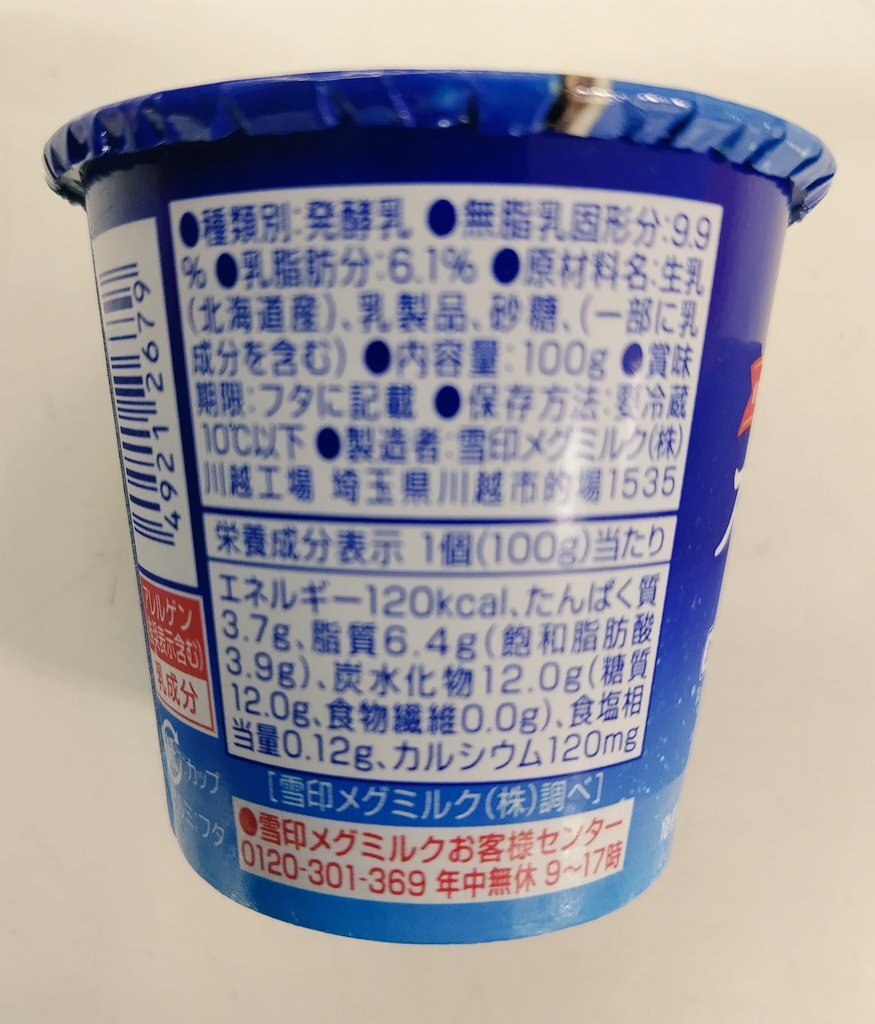 ●種類別:発酵乳 ●無脂乳固形分:9.9
% ●乳脂肪分:6.1% ●原材料名:生乳
(北海道産)、乳製品、砂糖、(一部に乳
成分を含む) ●内容量:100g ●賞味
期限:フタに記載 ●保存方法:要冷蔵
10℃以下 ●製造者:雪印メグミルク(株)
川越工場 埼玉県川越市的場1535
栄養成分表示 1個(100g)当たり
エネルギー120kcal、たんぱく質
3.7g、脂質6.4g(飽和脂肪酸
3.9g)、炭水化物12.0g(糖質
12.0g、食物繊維0.0g)、食塩相
当量0.12g、カルシウム120mg
[雪印メグミルク(株)調べ]
●雪印メグミルクお客様センター
0120-301-369 年中無休 9~17時
4921 2679
アレルゲン
表示含む)
乳成分
カップ
フタ